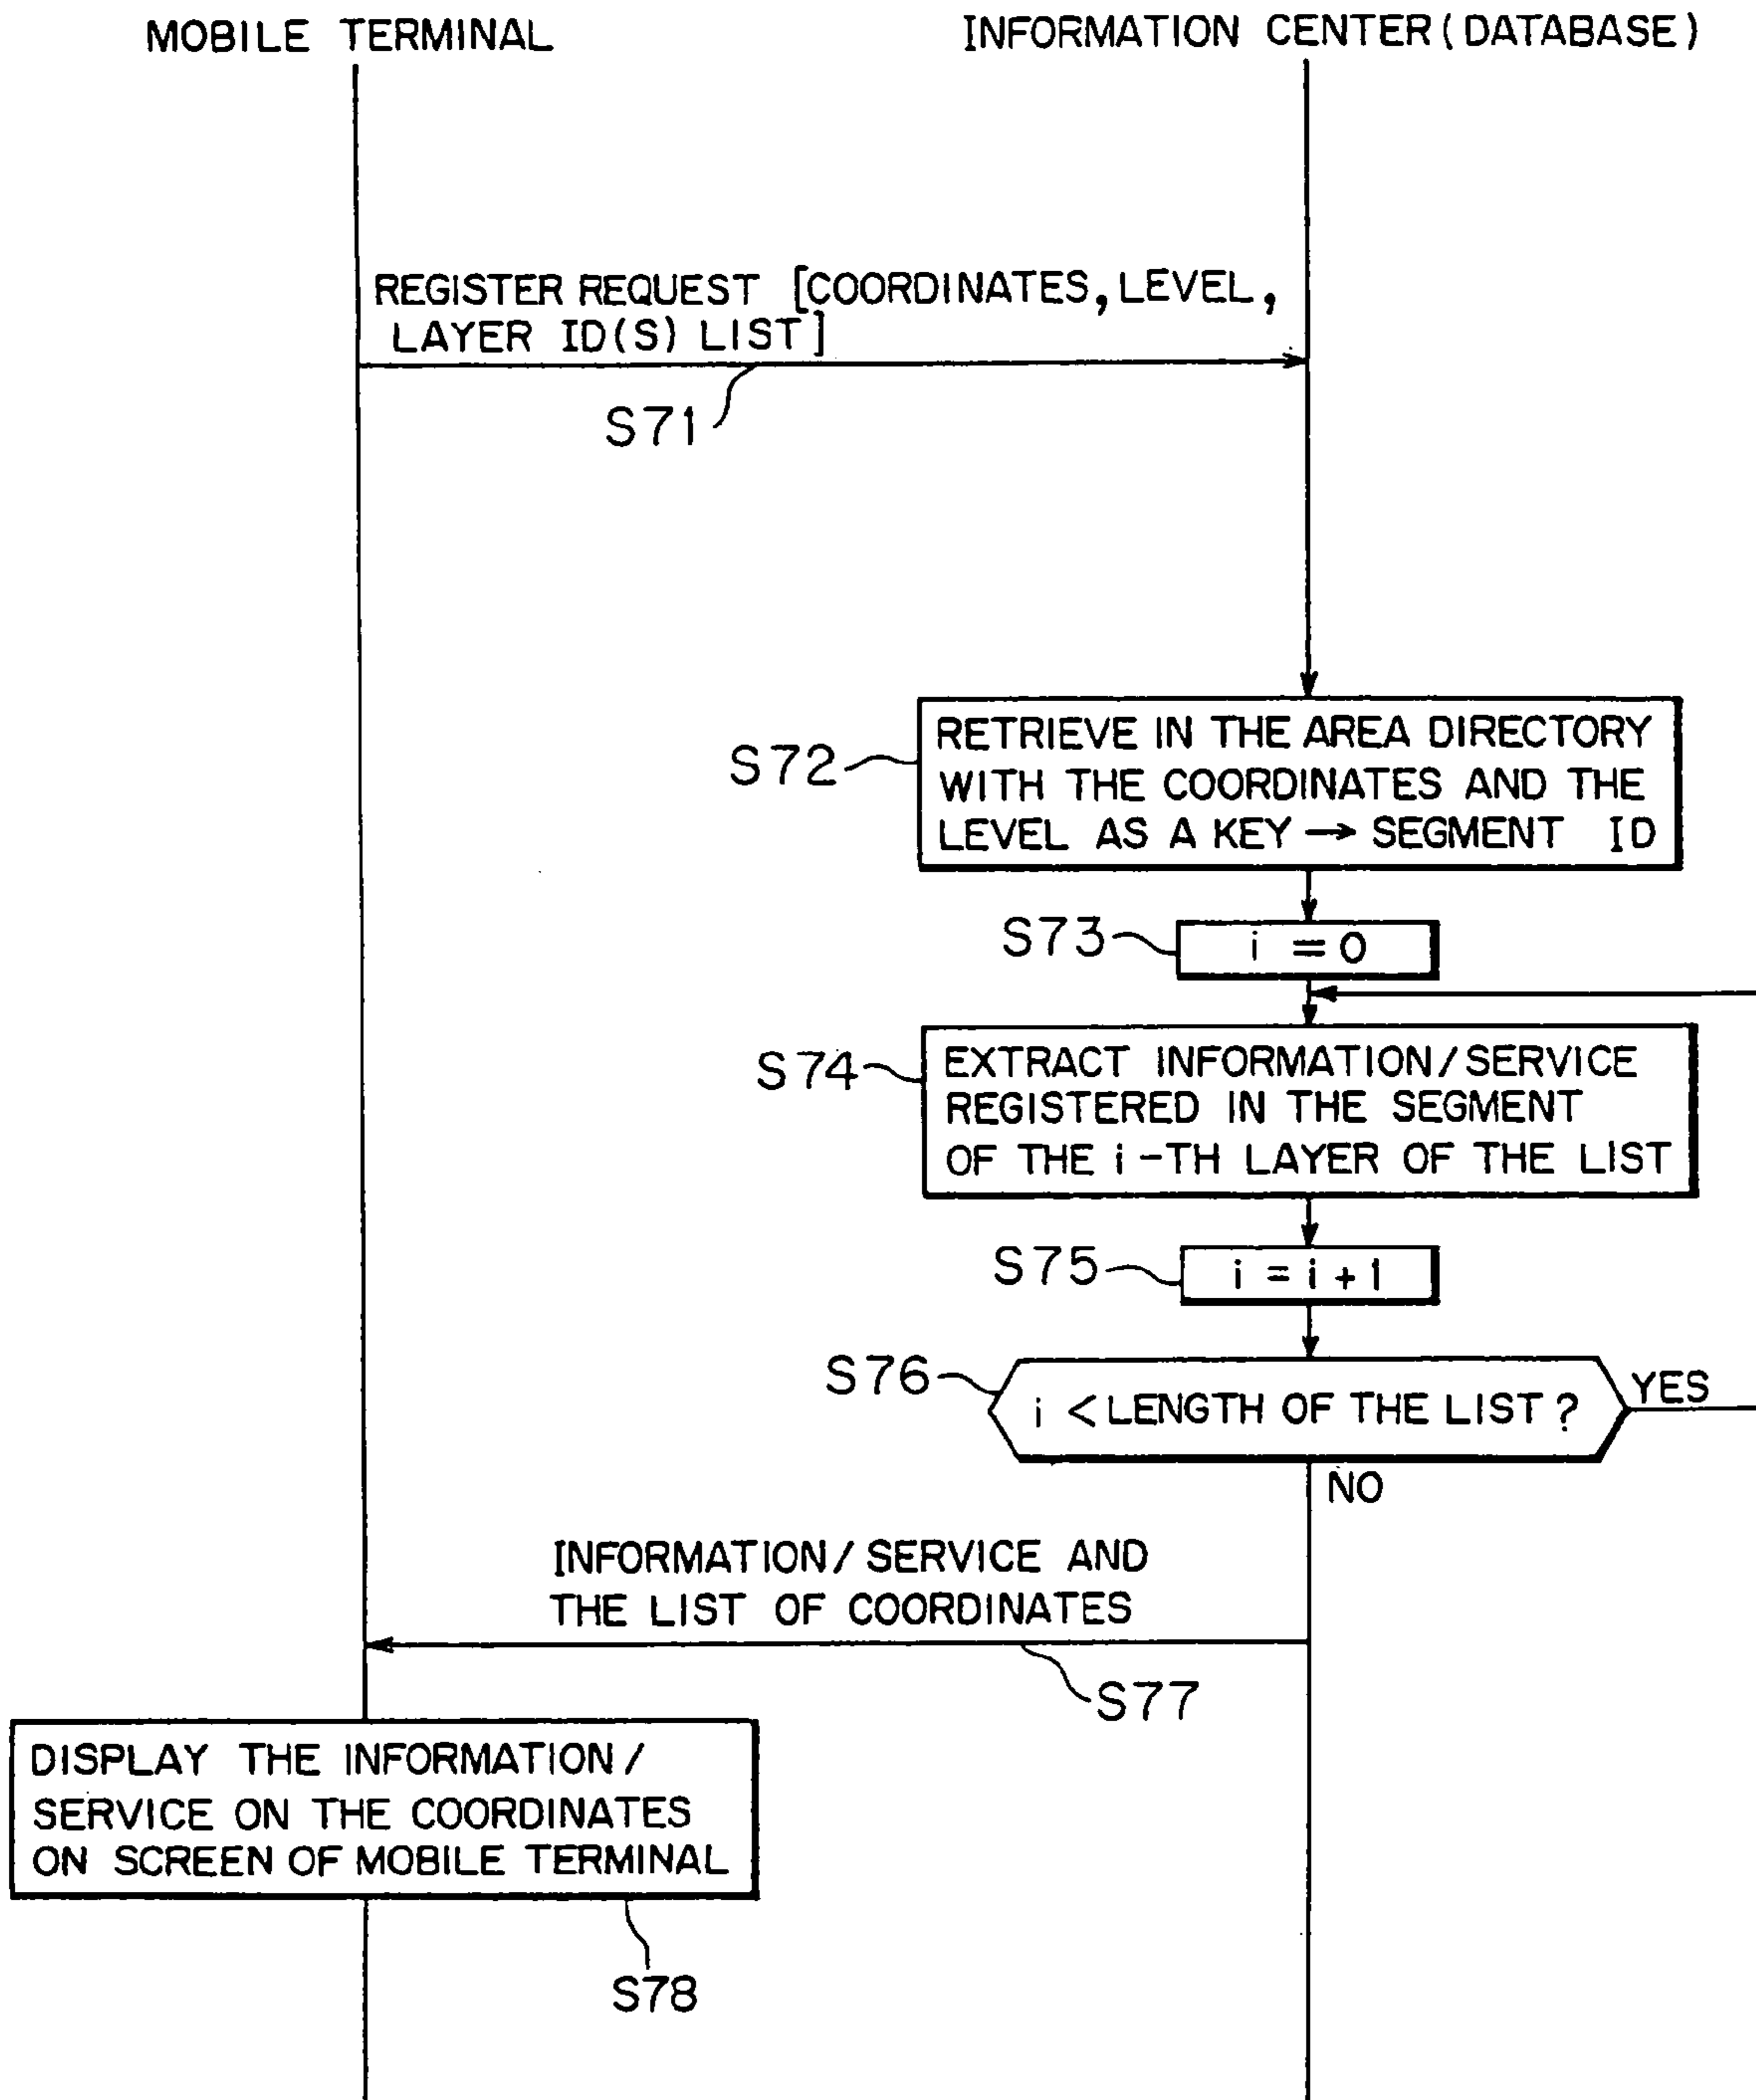 MOBILE TERMINAL
INFORMATION CENTER (DATABASE)
REGISTER REQUEST [COORDINATES, LEVEL,
LAYER ID(S) LIST]
S71
S72
RETRIEVE IN THE AREA DIRECTORY
WITH THE COORDINATES AND THE
LEVEL AS A KEY → SEGMENT ID
S73
i = 0
S74
EXTRACT INFORMATION/SERVICE
REGISTERED IN THE SEGMENT
OF THE i-TH LAYER OF THE LIST
S75
i = i + 1
S76
i < LENGTH OF THE LIST ?
YES
NO
INFORMATION/SERVICE AND
THE LIST OF COORDINATES
S77
DISPLAY THE INFORMATION/
SERVICE ON THE COORDINATES
ON SCREEN OF MOBILE TERMINAL
S78